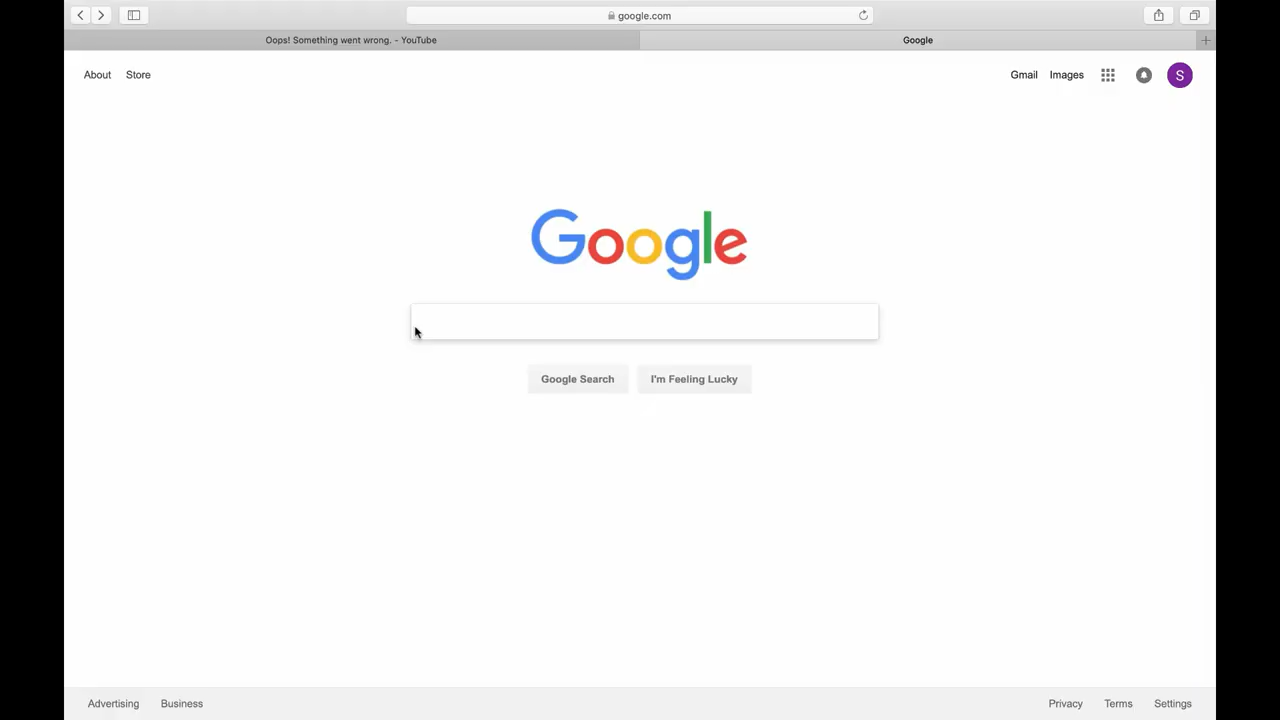 google.com
Oops! Something went wrong. - YouTube
Google
About Store
Gmail Images
S
Google
Google Search I'm Feeling Lucky
Advertising Business
Privacy Terms Settings